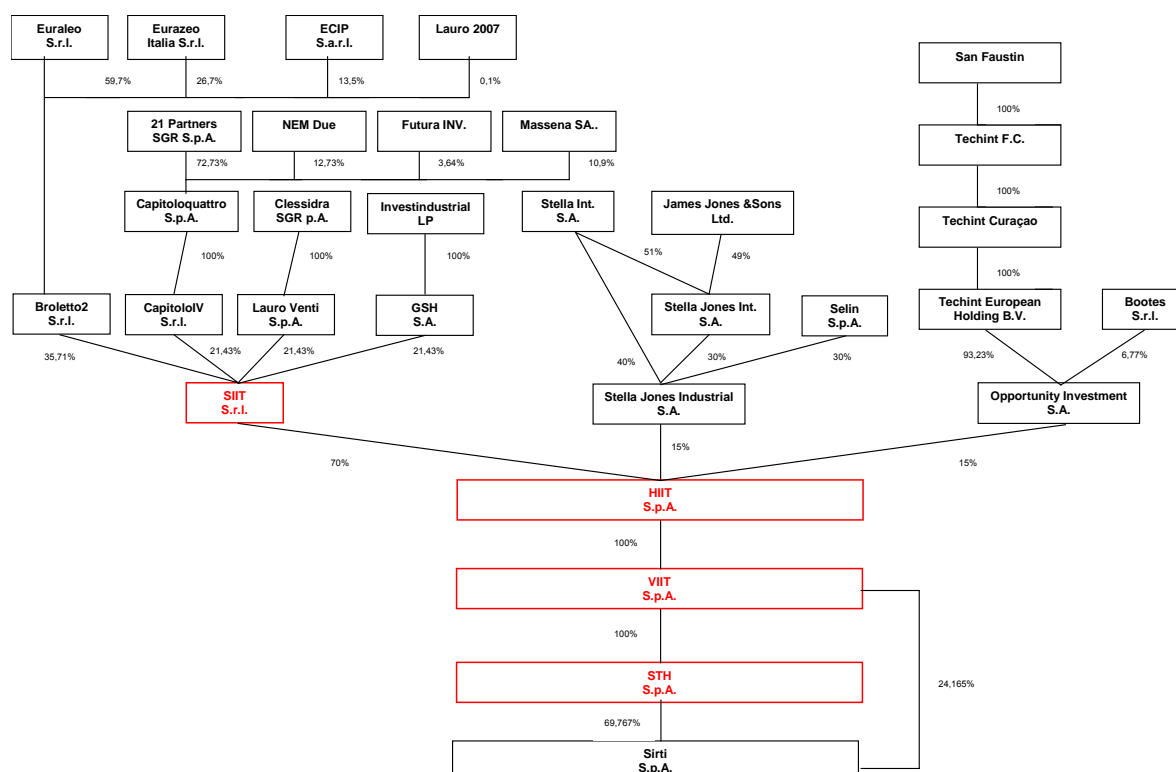 Euraleo
S.r.l.
Eurazeo
Italia S.r.l.
ECIP
S.a.r.l.
Lauro 2007
San Faustin
59,7%
26,7%
13,5%
0,1%
100%
21 Partners
SGR S.p.A.
NEM Due
Futura INV.
Massena SA..
Techint F.C.
72,73%
12,73%
3,64%
10,9%
100%
Capitoloquattro
S.p.A.
Clessidra
SGR p.A.
Investindustrial
LP
Stella Int.
S.A.
James Jones &Sons
Ltd.
Techint Curaçao
100%
100%
100%
51%
49%
100%
Broletto2
S.r.l.
CapitoloIV
S.r.l.
Lauro Venti
S.p.A.
GSH
S.A.
Stella Jones Int.
S.A.
Selin
S.p.A.
Techint European
Holding B.V.
Bootes
S.r.l.
35,71%
21,43%
21,43%
21,43%
40%
30%
30%
93,23%
6,77%
SIIT
S.r.l.
Stella Jones Industrial
S.A.
Opportunity Investment
S.A.
70%
15%
15%
HIIT
S.p.A.
100%
VIIT
S.p.A.
100%
STH
S.p.A.
24,165%
69,767%
Sirti
S.p.A.